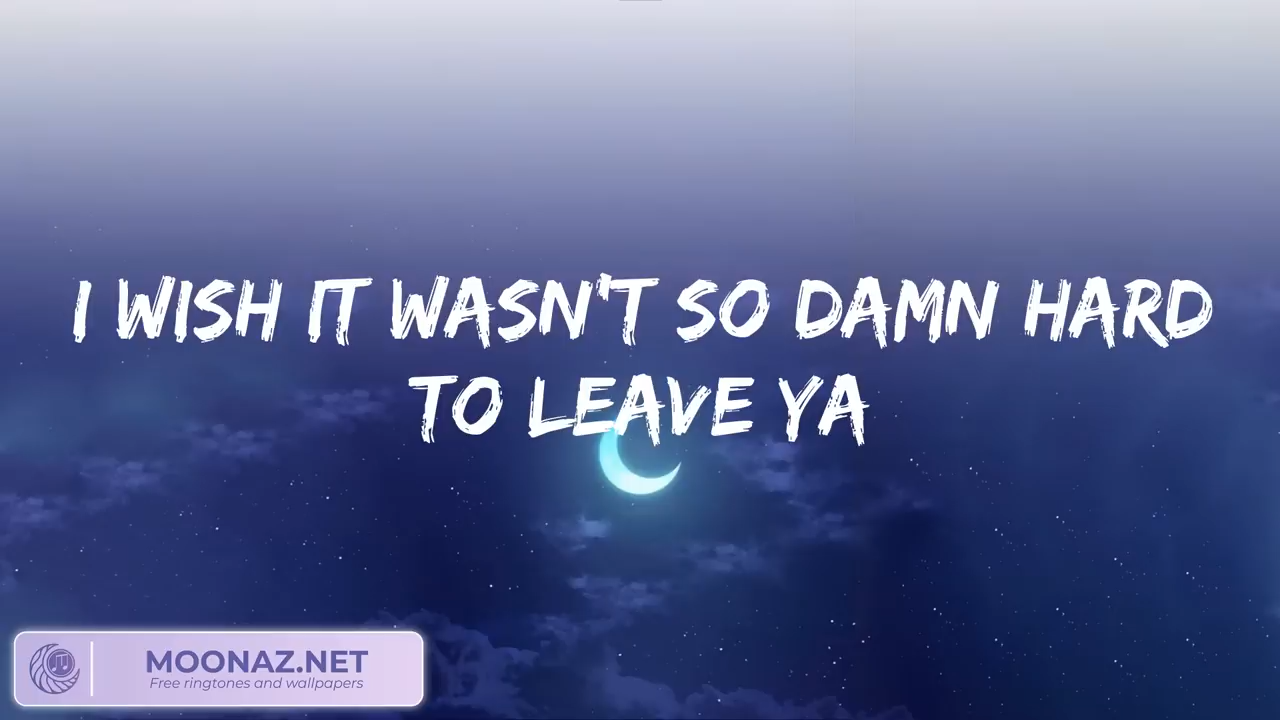 I WISH IT WASN'T SO DAMN HARD
TO LEAVE YA
MOONAZ.NET
Free ringtones and wallpapers